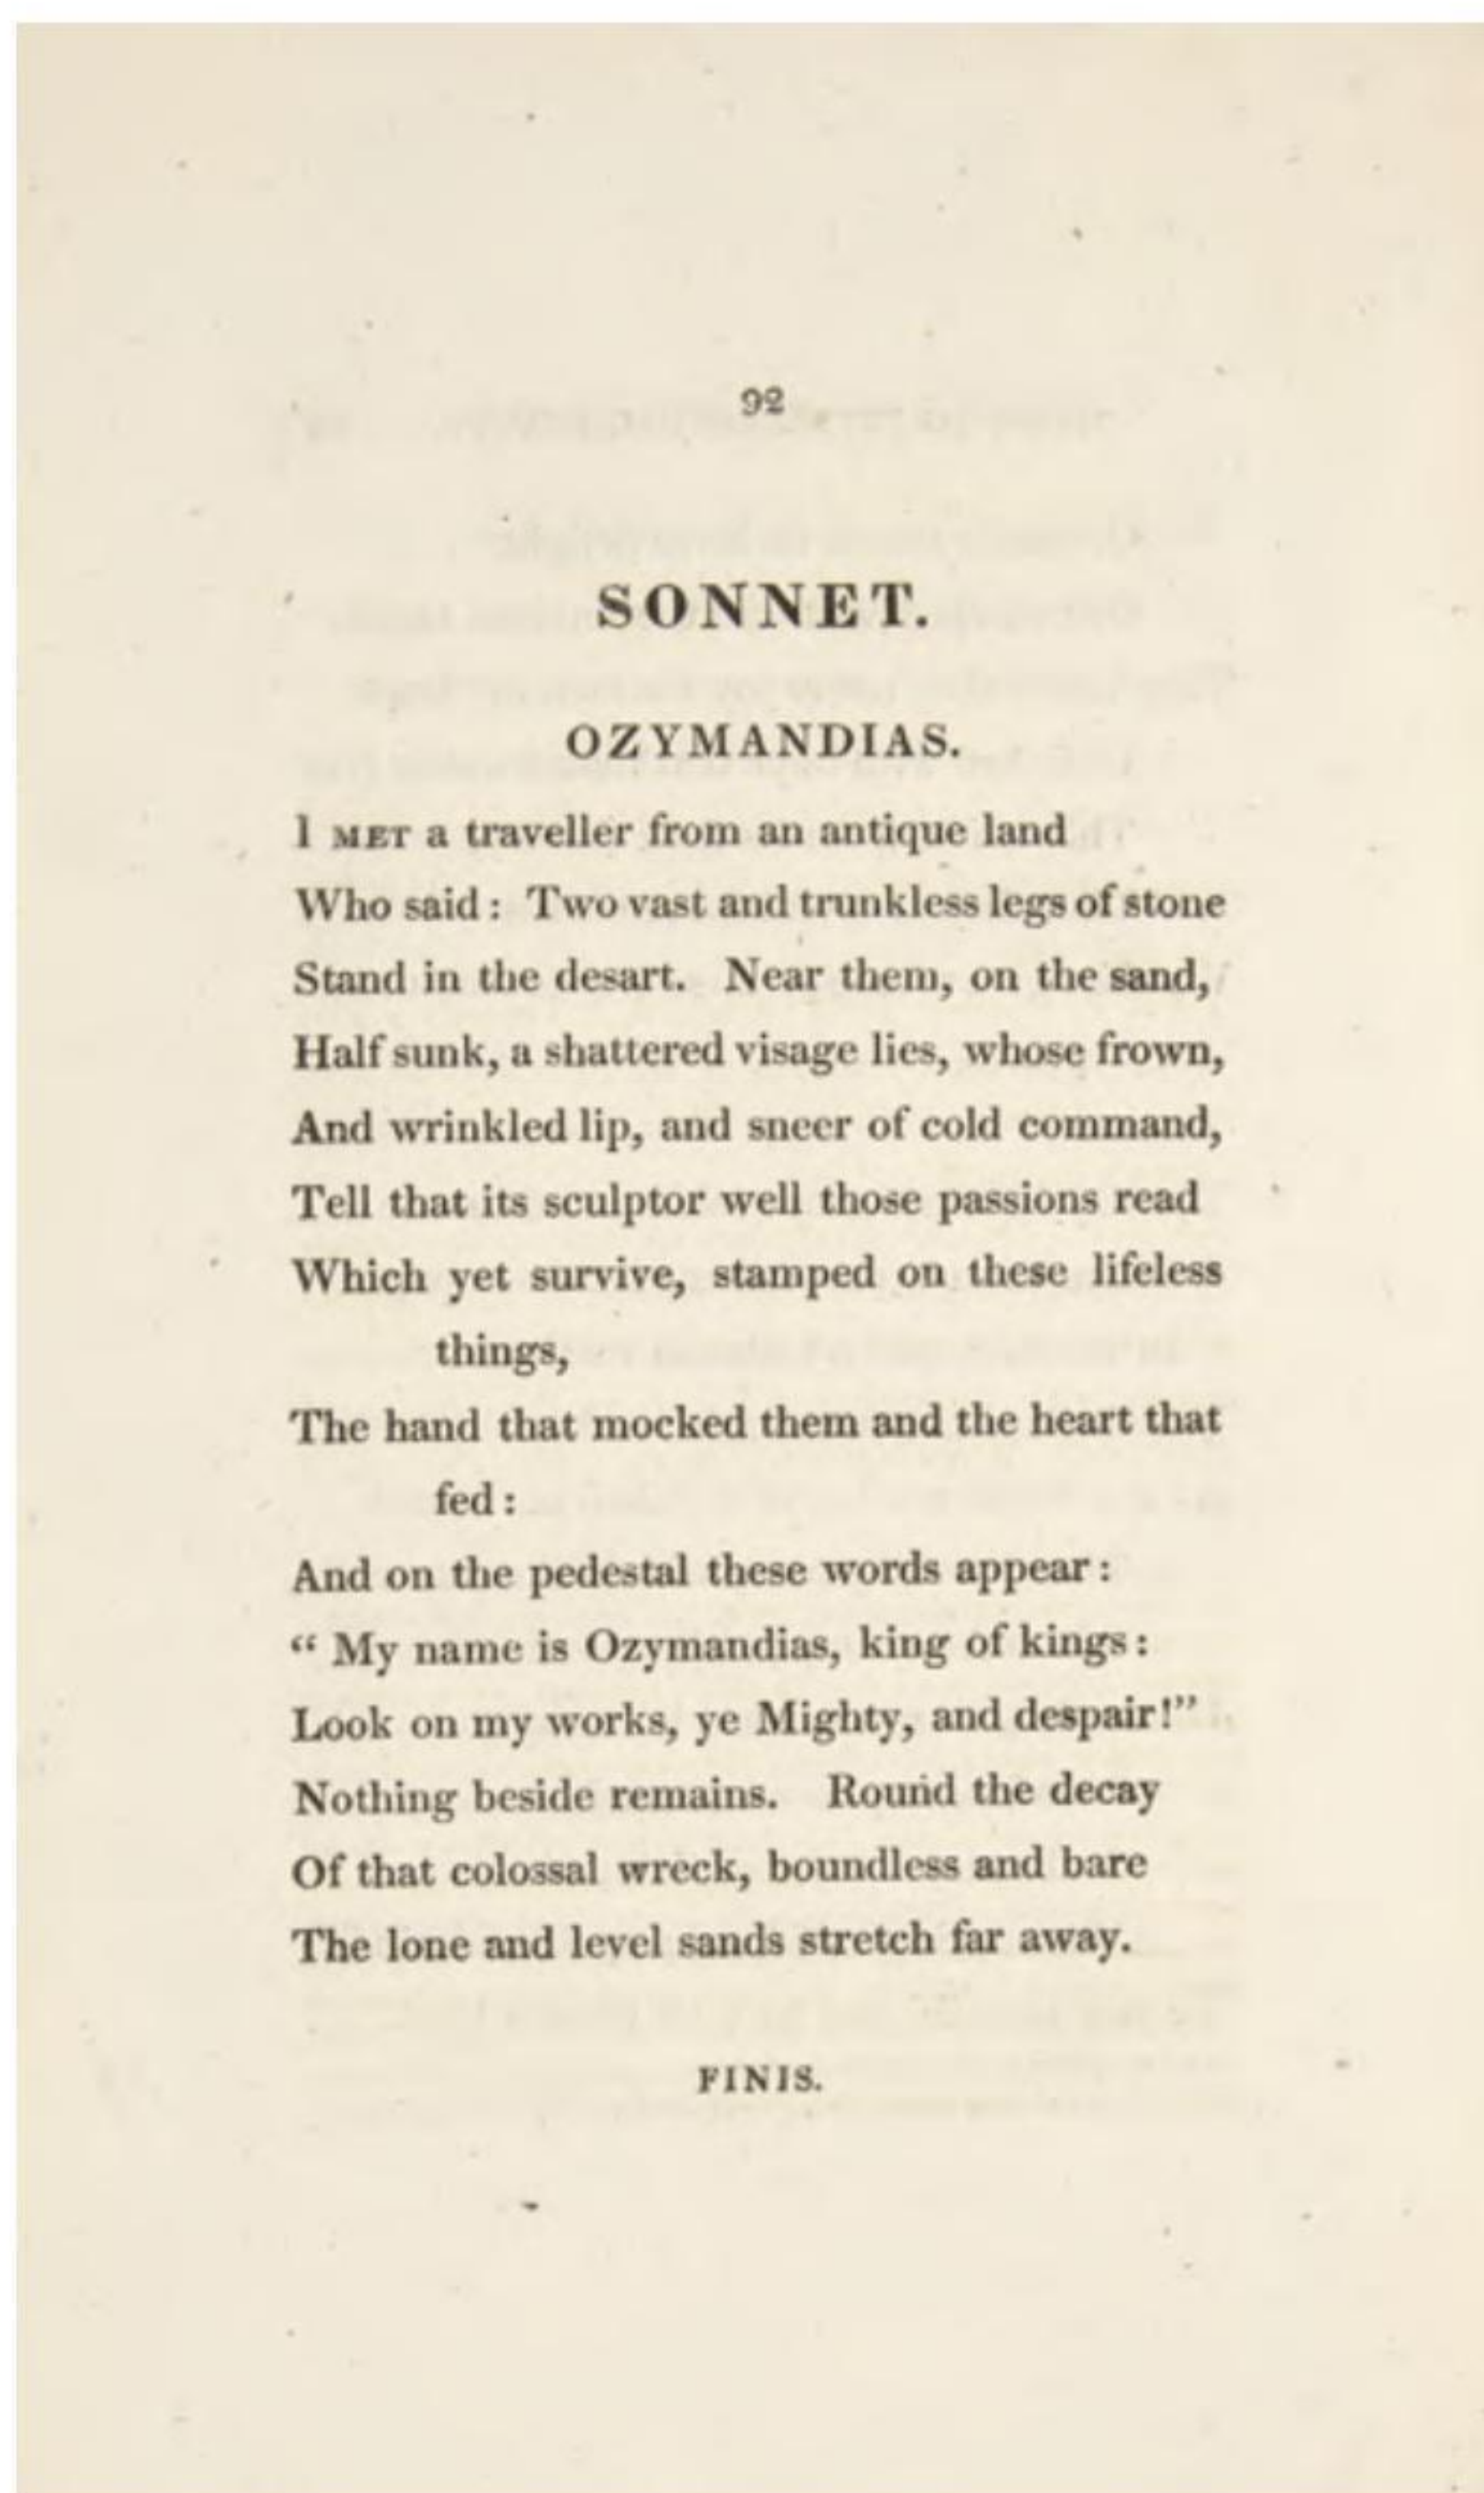 92
SONNET.
OZYMANDIAS.
I MET a traveller from an antique land
Who said: Two vast and trunkless legs of stone
Stand in the desart. Near them, on the sand,
Half sunk, a shattered visage lies, whose frown,
And wrinkled lip, and sneer of cold command,
Tell that its sculptor well those passions read
Which yet survive, stamped on these lifeless
things,
The hand that mocked them and the heart that
fed:
And on the pedestal these words appear:
“ My name is Ozymandias, king of kings:
Look on my works, ye Mighty, and despair!”
Nothing beside remains. Round the decay
Of that colossal wreck, boundless and bare
The lone and level sands stretch far away.
FINIS.